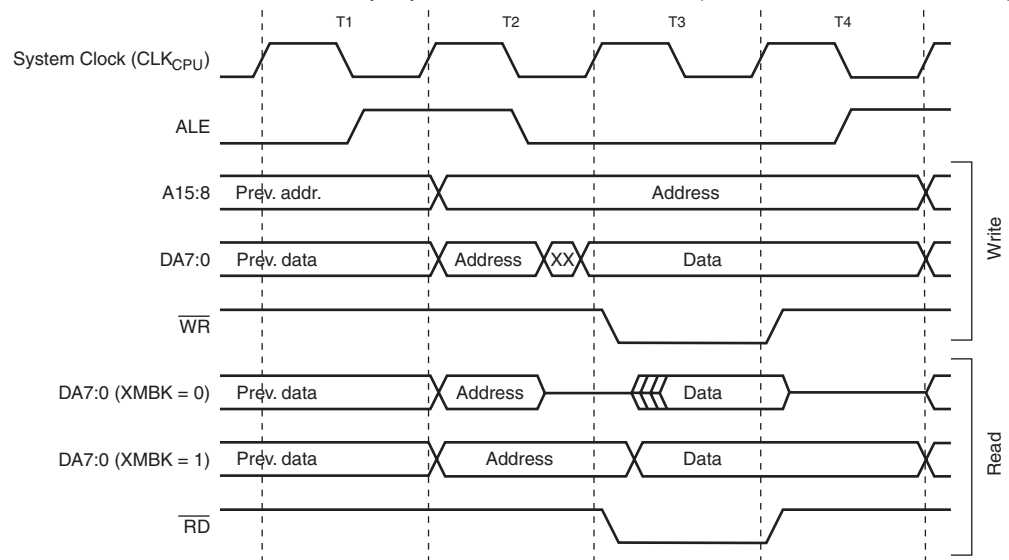 T1 T2 T3 T4
System Clock (CLKCPU)
ALE
A15:8 Prev. addr. Address
DA7:0 Prev. data Address XX Data
WR
Write
DA7:0 (XMBK = 0) Prev. data Address Data
DA7:0 (XMBK = 1) Prev. data Address Data
RD
Read